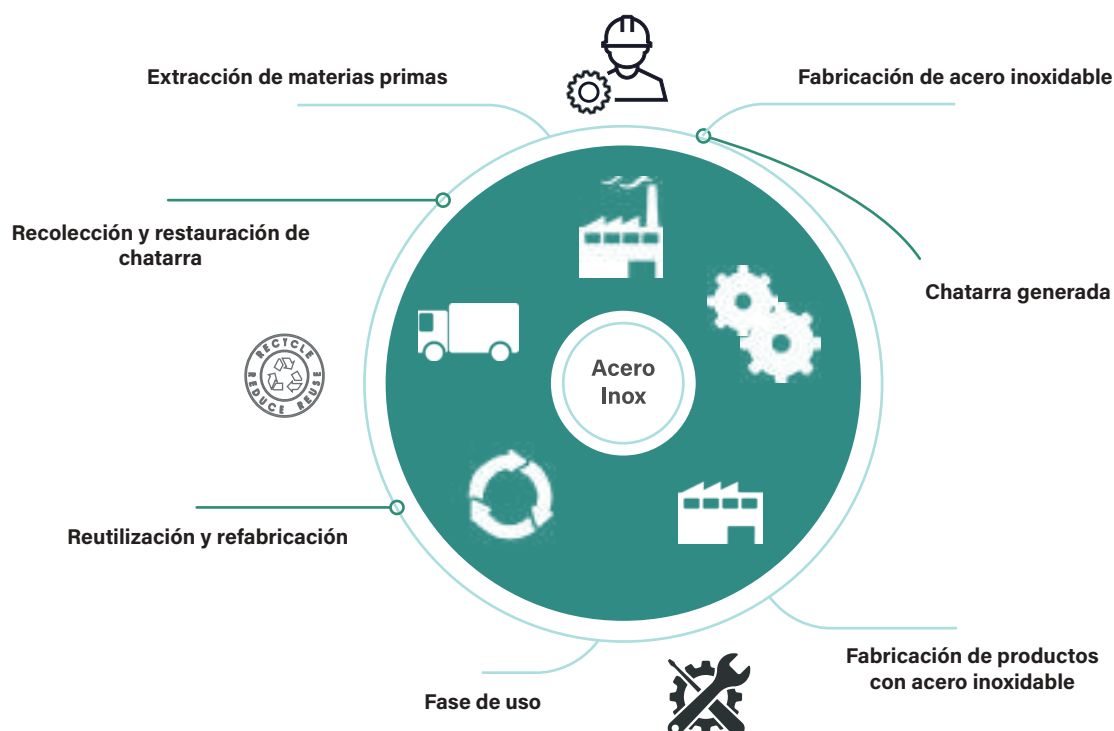 Extracción de materias primas
Fabricación de acero inoxidable
Recolección y restauración de
chatarra
Chatarra generada
RECYCLE
REDUCE REUSE
Acero
Inox
Reutilización y refabricación
Fabricación de productos
con acero inoxidable
Fase de uso